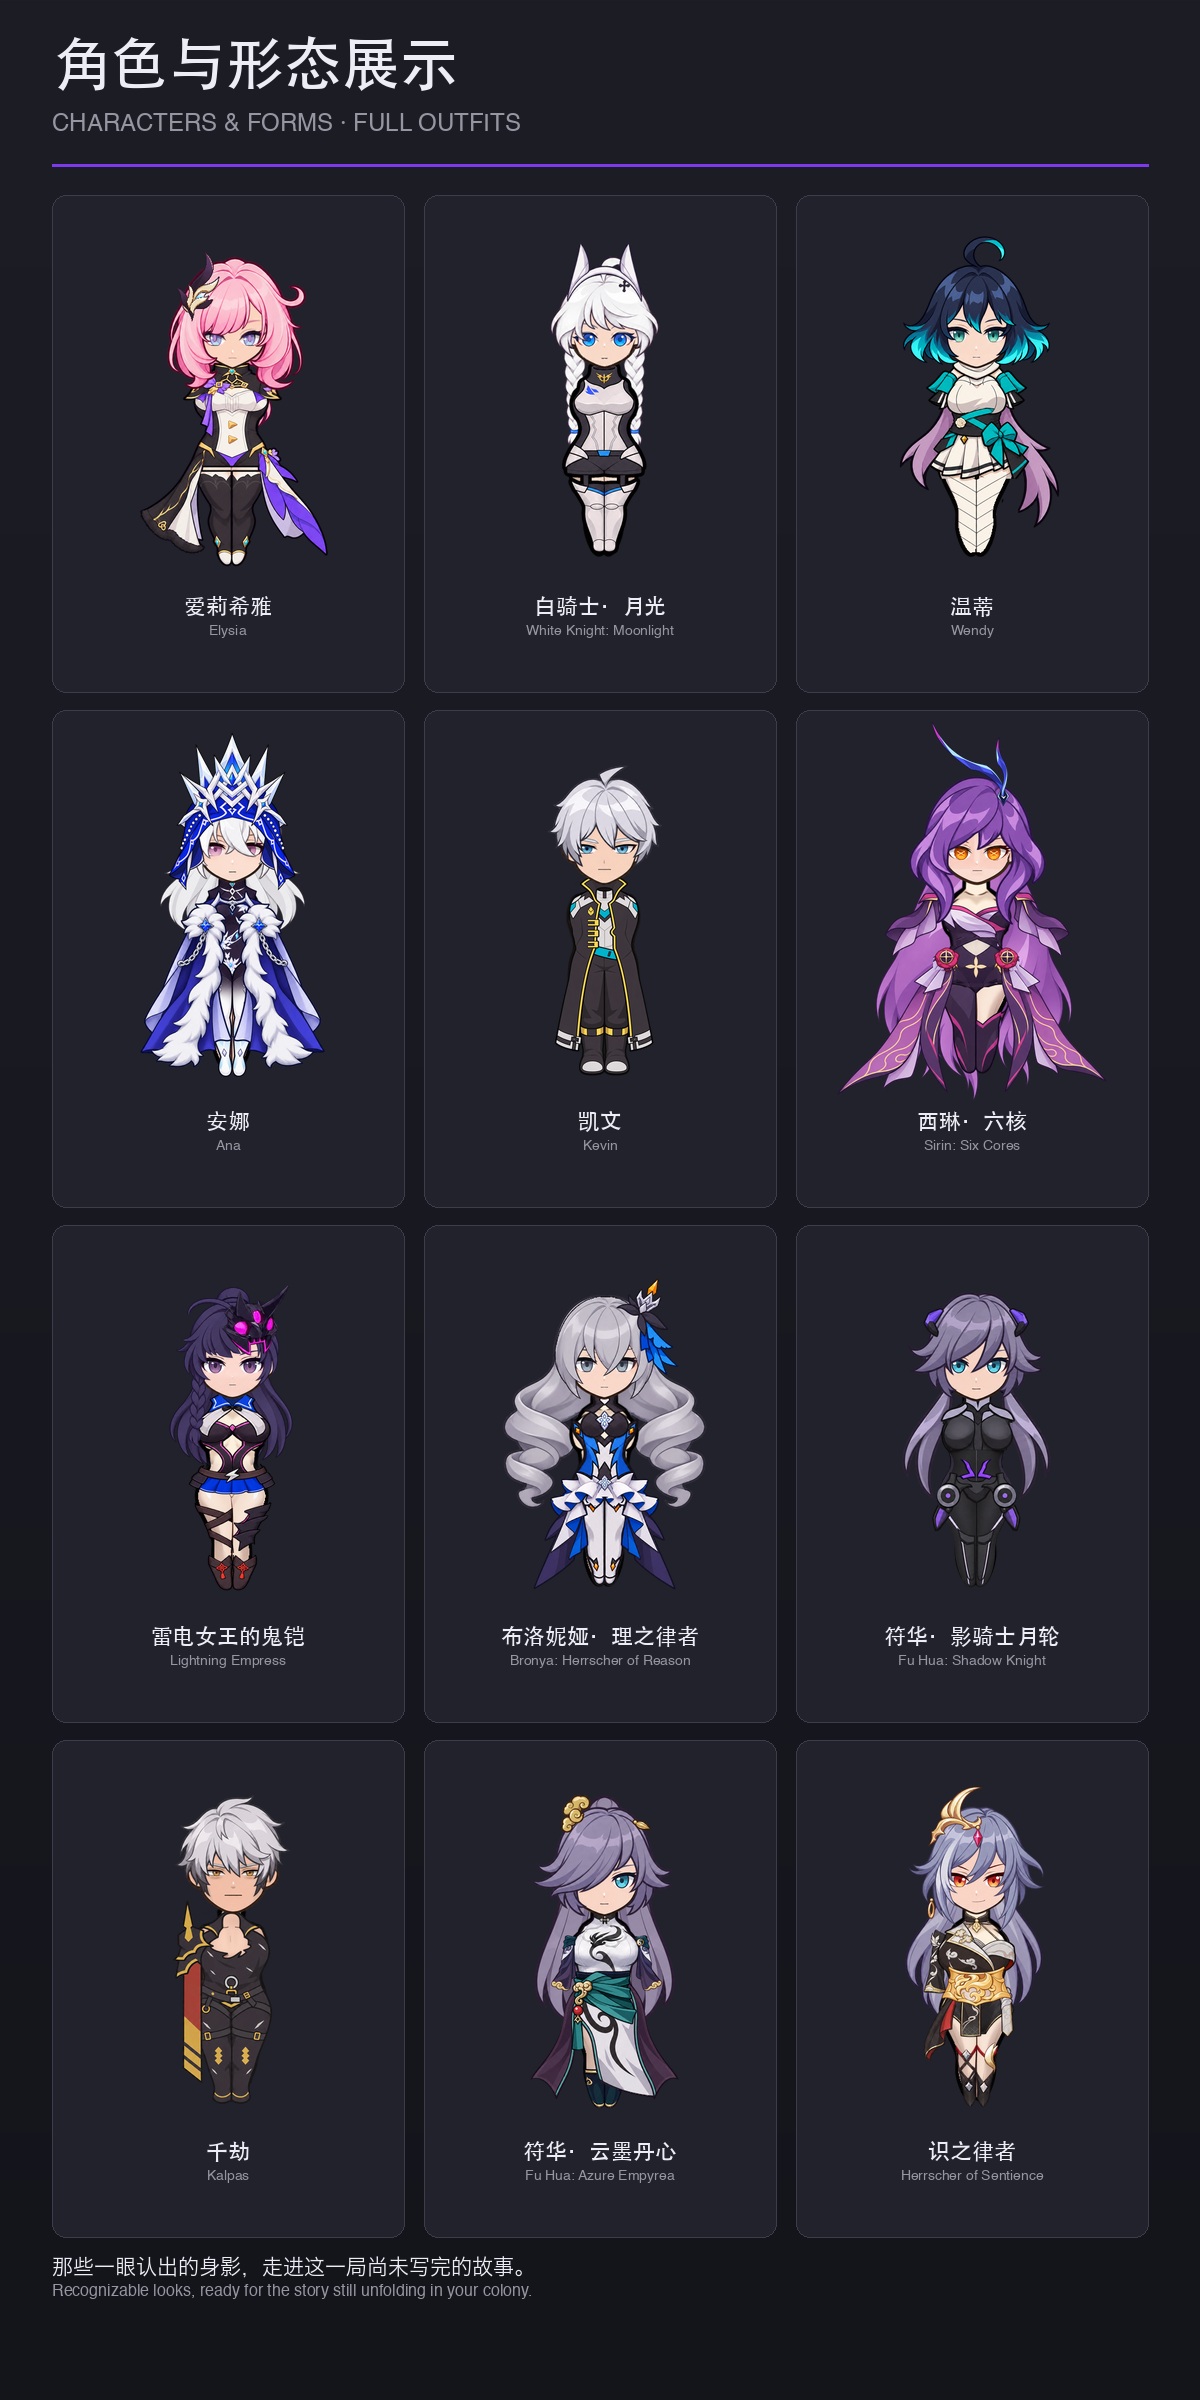 角色与形态展示
CHARACTERS & FORMS · FULL OUTFITS
爱莉希雅
Elysia
白骑士· 月光
White Knight: Moonlight
温蒂
Wendy
安娜
Ana
凯文
Kevin
西琳· 六核
Sirin: Six Cores
雷电女王的鬼铠
Lightning Empress
布洛妮娅· 理之律者
Bronya: Herrscher of Reason
符华· 影骑士月轮
Fu Hua: Shadow Knight
千劫
Kalpas
符华· 云墨丹心
Fu Hua: Azure Empyrea
识之律者
Herrscher of Sentience
那些一眼认出的身影，走进这一局尚未写完的故事。
Recognizable looks, ready for the story still unfolding in your colony.